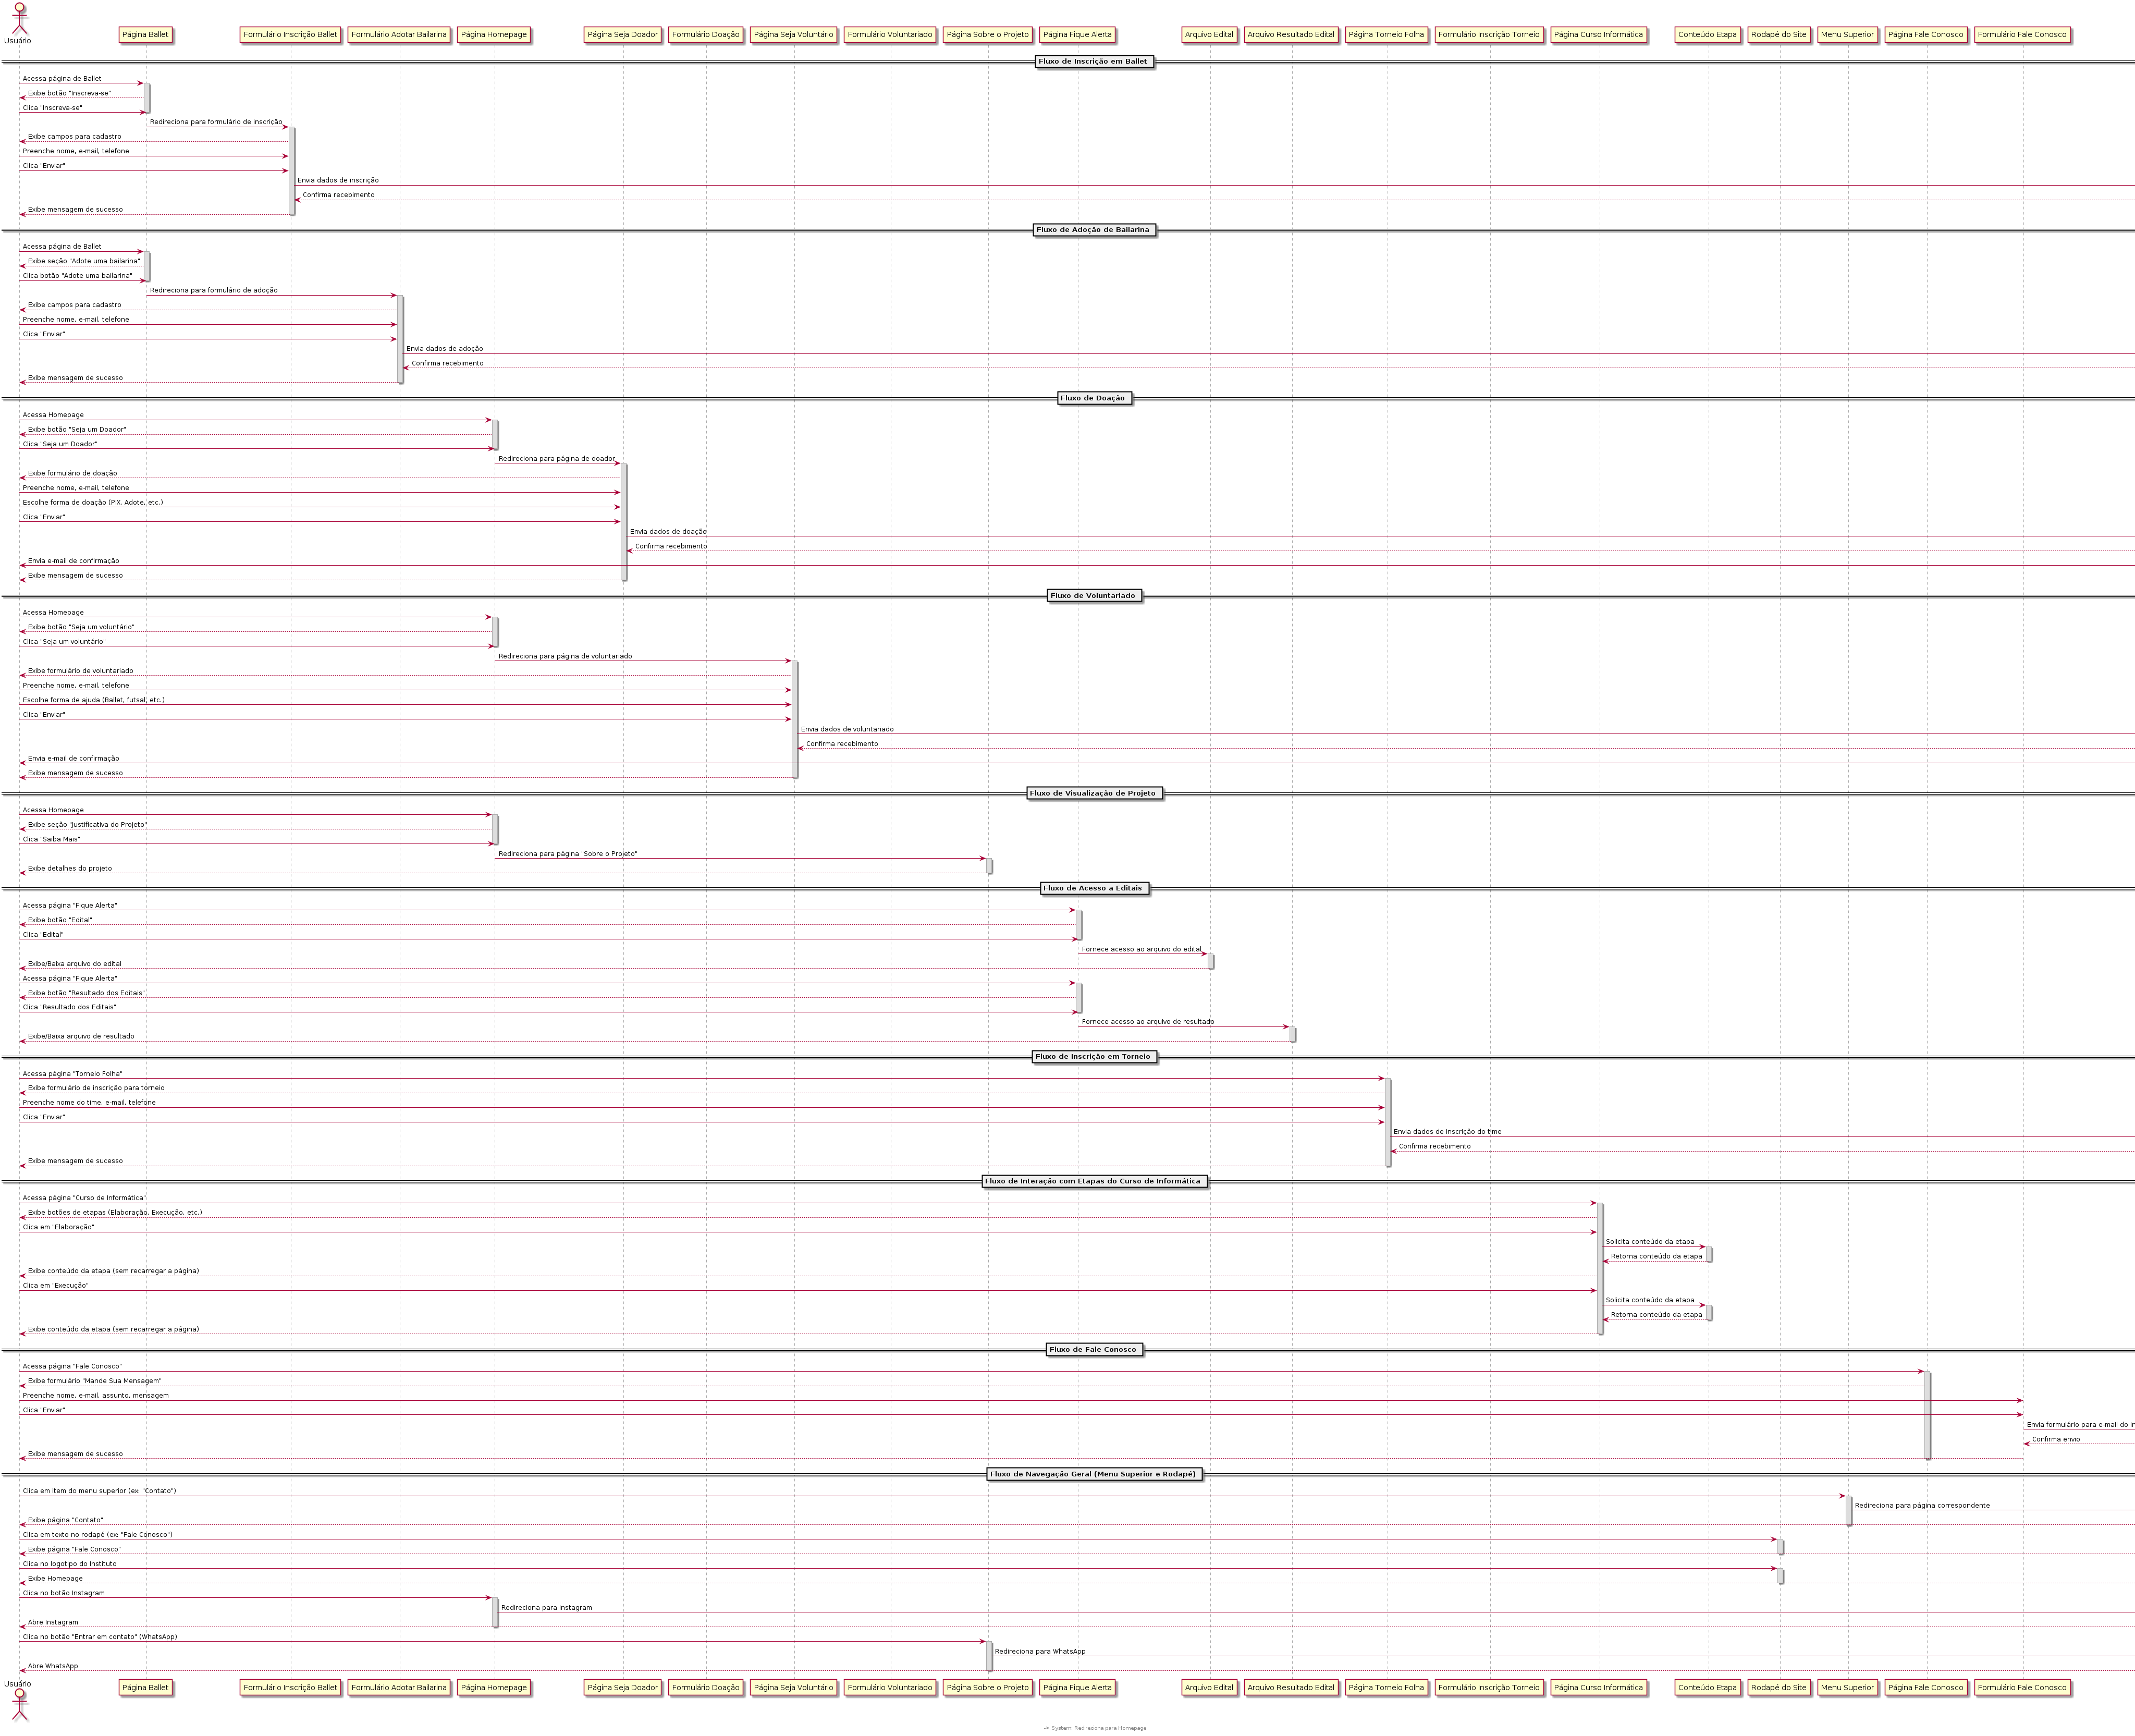 Usuário
Página Ballet
Formulário Inscrição Ballet
Formulário Adotar Bailarina
Página Homepage
Página Seja Doador
Formulário Doação
Página Seja Voluntário
Formulário Voluntariado
Página Sobre o Projeto
Página Fique Alerta
Arquivo Edital
Arquivo Resultado Edital
Página Torneio Folha
Formulário Inscrição Torneio
Página Curso Informática
Conteúdo Etapa
Rodapé do Site
Menu Superior
Página Fale Conosco
Formulário Fale Conosco
Fluxo de Inscrição em Ballet
Acessa página de Ballet
Exibe botão "Inscreva-se"
Clica "Inscreva-se"
Redireciona para formulário de inscrição
Exibe campos para cadastro
Preenche nome, e-mail, telefone
Clica "Enviar"
Envia dados de inscrição
Confirma recebimento
Exibe mensagem de sucesso
Fluxo de Adoção de Bailarina
Acessa página de Ballet
Exibe seção "Adote uma bailarina"
Clica botão "Adote uma bailarina"
Redireciona para formulário de adoção
Exibe campos para cadastro
Preenche nome, e-mail, telefone
Clica "Enviar"
Envia dados de adoção
Confirma recebimento
Exibe mensagem de sucesso
Fluxo de Doação
Acessa Homepage
Exibe botão "Seja um Doador"
Clica "Seja um Doador"
Redireciona para página de doador
Exibe formulário de doação
Preenche nome, e-mail, telefone
Escolhe forma de doação (PIX, Adote, etc.)
Clica "Enviar"
Envia dados de doação
Confirma recebimento
Envia e-mail de confirmação
Exibe mensagem de sucesso
Fluxo de Voluntariado
Acessa Homepage
Exibe botão "Seja um voluntário"
Clica "Seja um voluntário"
Redireciona para página de voluntariado
Exibe formulário de voluntariado
Preenche nome, e-mail, telefone
Escolhe forma de ajuda (Ballet, futsal, etc.)
Clica "Enviar"
Envia dados de voluntariado
Confirma recebimento
Envia e-mail de confirmação
Exibe mensagem de sucesso
Fluxo de Visualização de Projeto
Acessa Homepage
Exibe seção "Justificativa do Projeto"
Clica "Saiba Mais"
Redireciona para página "Sobre o Projeto"
Exibe detalhes do projeto
Fluxo de Acesso a Editais
Acessa página "Fique Alerta"
Exibe botão "Edital"
Clica "Edital"
Fornece acesso ao arquivo do edital
Exibe/Baixa arquivo do edital
Acessa página "Fique Alerta"
Exibe botão "Resultado dos Editais"
Clica "Resultado dos Editais"
Fornece acesso ao arquivo de resultado
Exibe/Baixa arquivo de resultado
Fluxo de Inscrição em Torneio
Acessa página "Torneio Folha"
Exibe formulário de inscrição para torneio
Preenche nome do time, e-mail, telefone
Clica "Enviar"
Envia dados de inscrição do time
Confirma recebimento
Exibe mensagem de sucesso
Fluxo de Interação com Etapas do Curso de Informática
Acessa página "Curso de Informática"
Exibe botões de etapas (Elaboração, Execução, etc.)
Clica em "Elaboração"
Solicita conteúdo da etapa
Retorna conteúdo da etapa
Exibe conteúdo da etapa (sem recarregar a página)
Clica em "Execução"
Solicita conteúdo da etapa
Retorna conteúdo da etapa
Exibe conteúdo da etapa (sem recarregar a página)
Fluxo de Fale Conosco
Acessa página "Fale Conosco"
Exibe formulário "Mande Sua Mensagem"
Preenche nome, e-mail, assunto, mensagem
Clica "Enviar"
Envia formulário para e-mail do In
Confirma envio
Exibe mensagem de sucesso
Fluxo de Navegação Geral (Menu Superior e Rodapé)
Clica em item do menu superior (ex: "Contato")
Redireciona para página correspondente
Exibe página "Contato"
Clica em texto no rodapé (ex: "Fale Conosco")
Exibe página "Fale Conosco"
Clica no logotipo do Instituto
Exibe Homepage
Clica no botão Instagram
Redireciona para Instagram
Abre Instagram
Clica no botão "Entrar em contato" (WhatsApp)
Redireciona para WhatsApp
Abre WhatsApp
Usuário
Página Ballet
Formulário Inscrição Ballet
Formulário Adotar Bailarina
Página Homepage
Página Seja Doador
Formulário Doação
Página Seja Voluntário
Formulário Voluntariado
Página Sobre o Projeto
Página Fique Alerta
Arquivo Edital
Arquivo Resultado Edital
Página Torneio Folha
Formulário Inscrição Torneio
Página Curso Informática
Conteúdo Etapa
Rodapé do Site
Menu Superior
Página Fale Conosco
Formulário Fale Conosco
-> System: Redireciona para Homepage